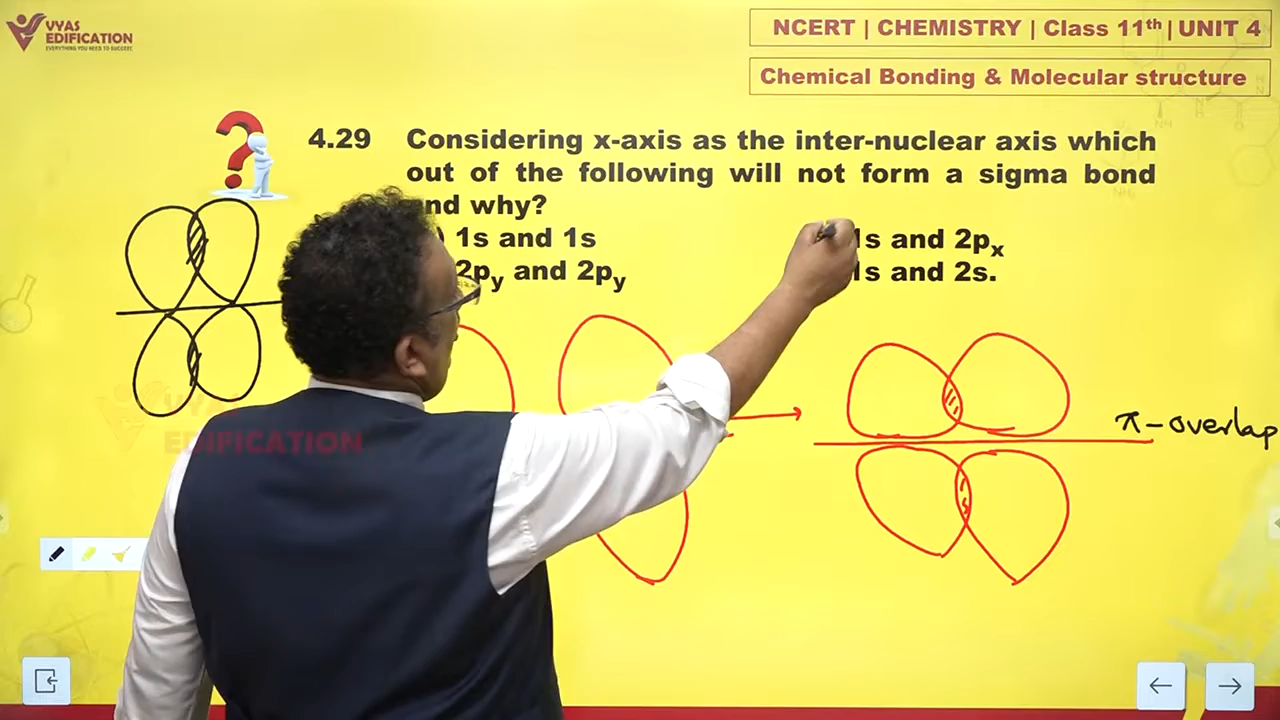 VYAS
EDIFICATION
EVERYTHING YOU NEED TO SUCCEED
NCERT | CHEMISTRY | Class 11th | UNIT 4
Chemical Bonding & Molecular structure
4.29 Considering x-axis as the inter-nuclear axis which
out of the following will not form a sigma bond
nd why?
) 1s and 1s
1s and 2px
2py and 2py
1s and 2s.
π-overlap
VYAS
EDIFICATION